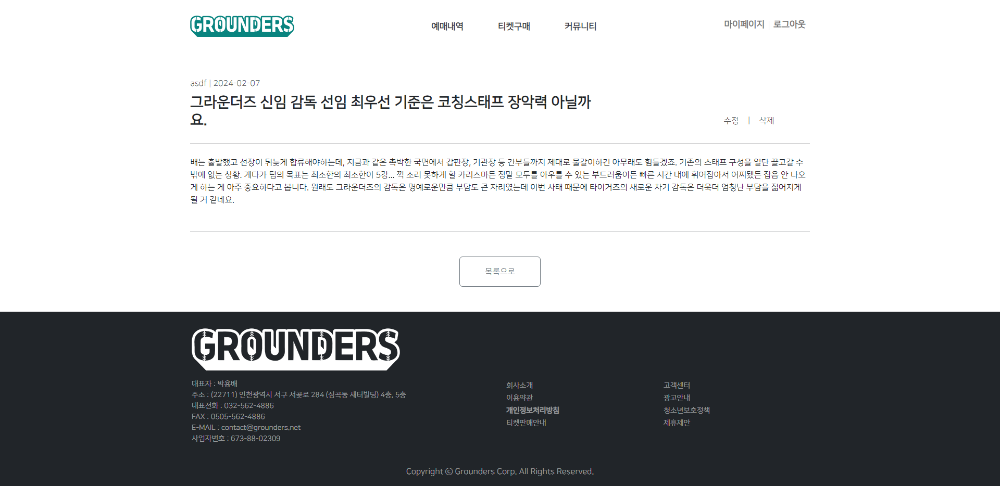 GROUNDERS
예매내역 티켓구매 커뮤니티
마이페이지 | 로그아웃
asdf | 2024-02-07
그라운더즈 신임 감독 선임 최우선 기준은 코칭스태프 장악력 아닐까
요.
수정 | 삭제
배는 출발했고 선장이 뒤늦게 합류해야하는데, 지금과 같은 촉박한 국면에서 갑판장, 기관장 등 간부들까지 제대로 물갈이하긴 아무래도 힘들겠죠. 기존의 스태프 구성을 일단 끌고갈 수
밖에 없는 상황. 게다가 팀의 목표는 최소한의 최소한이 5강... 끽 소리 못하게 할 카리스마든 정말 모두를 아우를 수 있는 부드러움이든 빠른 시간 내에 휘어잡아서 어찌됐든 잡음 안 나오
게 하는 게 아주 중요하다고 봅니다. 원래도 그라운더즈의 감독은 명예로운만큼 부담도 큰 자리였는데 이번 사태 때문에 타이거즈의 새로운 차기 감독은 더욱더 엄청난 부담을 짊어지게
될 거 같네요.
목록으로
GROUNDERS
대표자 : 박용배
주소 : (22711) 인천광역시 서구 서곶로 284 (심곡동 새터빌딩) 4층, 5층
대표전화 : 032-562-4886
FAX : 0505-562-4886
E-MAIL : contact@grounders.net
사업자번호 : 673-88-02309
회사소개
이용약관
개인정보처리방침
티켓판매안내
고객센터
광고안내
청소년보호정책
제휴제안
Copyright ⓒ Grounders Corp. All Rights Reserved.